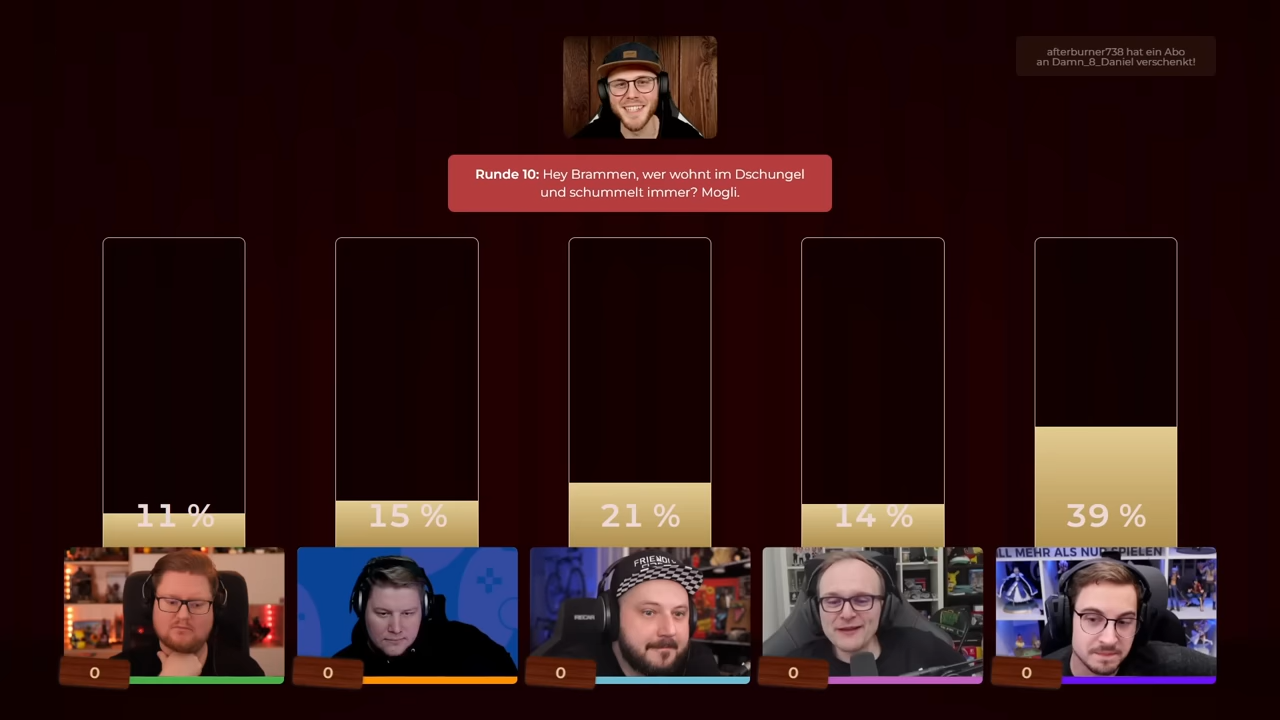 afterburner738 hat ein Abo
an Damn_8_Daniel verschenkt!
Runde 10: Hey Brammen, wer wohnt im Dschungel
und schummelt immer? Mogli.
11 %
15 %
21 %
14 %
39 %
ALL MEHR ALS NUR SPIELEN
FRIENDLY
0
0
0
0
0